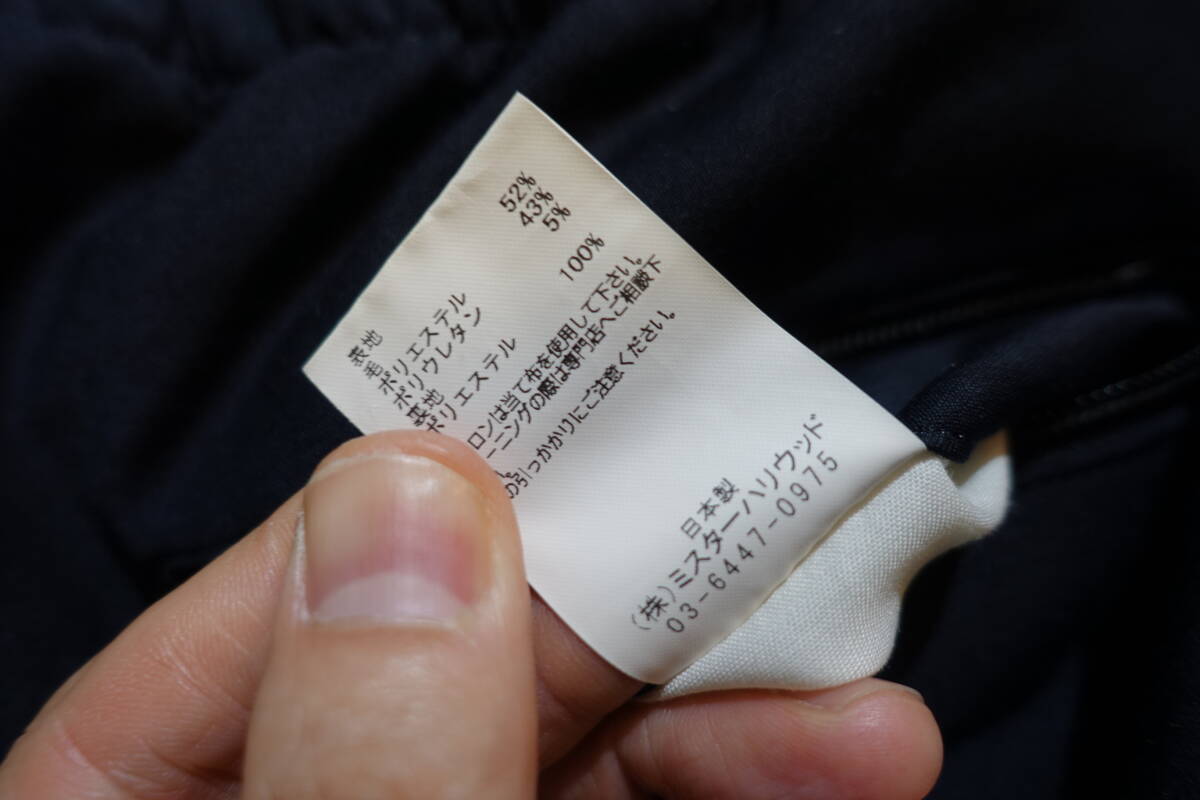 表地
毛 52%
ポリエステル 43%
ポリウレタン 5%
裏地
ポリエステル 100%
ロンは当て布を使用して下さい。
ーニングの際は専門店へご相談下
の引っかかりにご注意ください。
日本製
(株)ミスターハリウッド
03-6447-0975